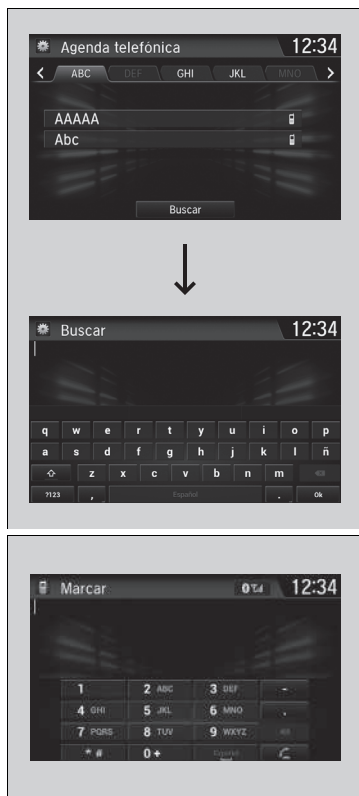 Agenda telefónica 12:34
< ABC DEF GHI JKL MNO >
AAAAA
Abc
Buscar
Buscar 12:34
q w e r t y u i o p
a s d f g h j k l ñ
z x c v b n m
?123 , Español . Ok
Marcar 12:34
1 2 ABC 3 DEF -
4 GHI 5 JKL 6 MNO .
7 PQRS 8 TUV 9 WXYZ
* # 0 + Español